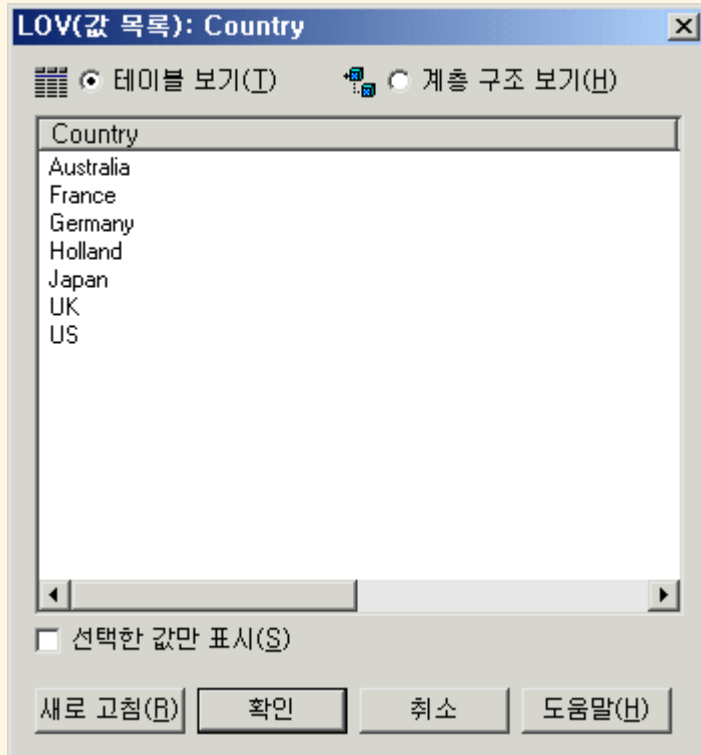 LOV(값 목록): Country
테이블 보기(T) 계층 구조 보기(H)
Country
Australia
France
Germany
Holland
Japan
UK
US
선택한 값만 표시(S)
새로 고침(R) 확인 취소 도움말(H)